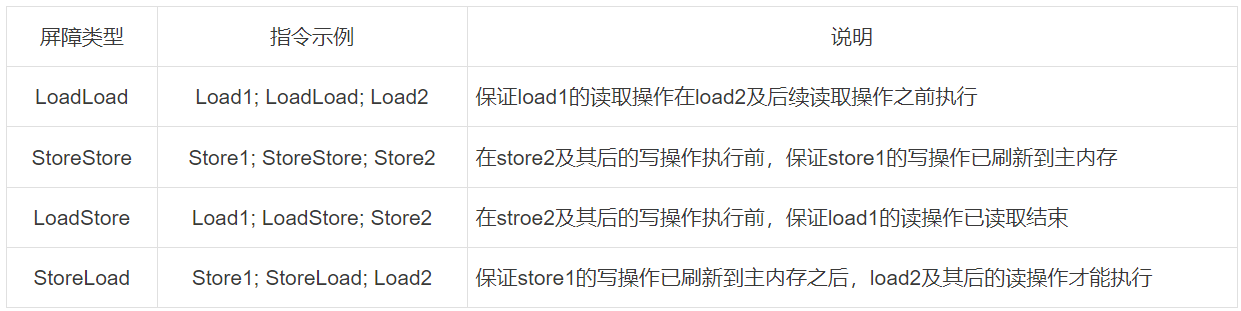 屏障类型 指令示例 说明
LoadLoad Load1; LoadLoad; Load2 保证load1的读取操作在load2及后续读取操作之前执行
StoreStore Store1; StoreStore; Store2 在store2及其后的写操作执行前，保证store1的写操作已刷新到主内存
LoadStore Load1; LoadStore; Store2 在stroe2及其后的写操作执行前，保证load1的读操作已读取结束
StoreLoad Store1; StoreLoad; Load2 保证store1的写操作已刷新到主内存之后，load2及其后的读操作才能执行